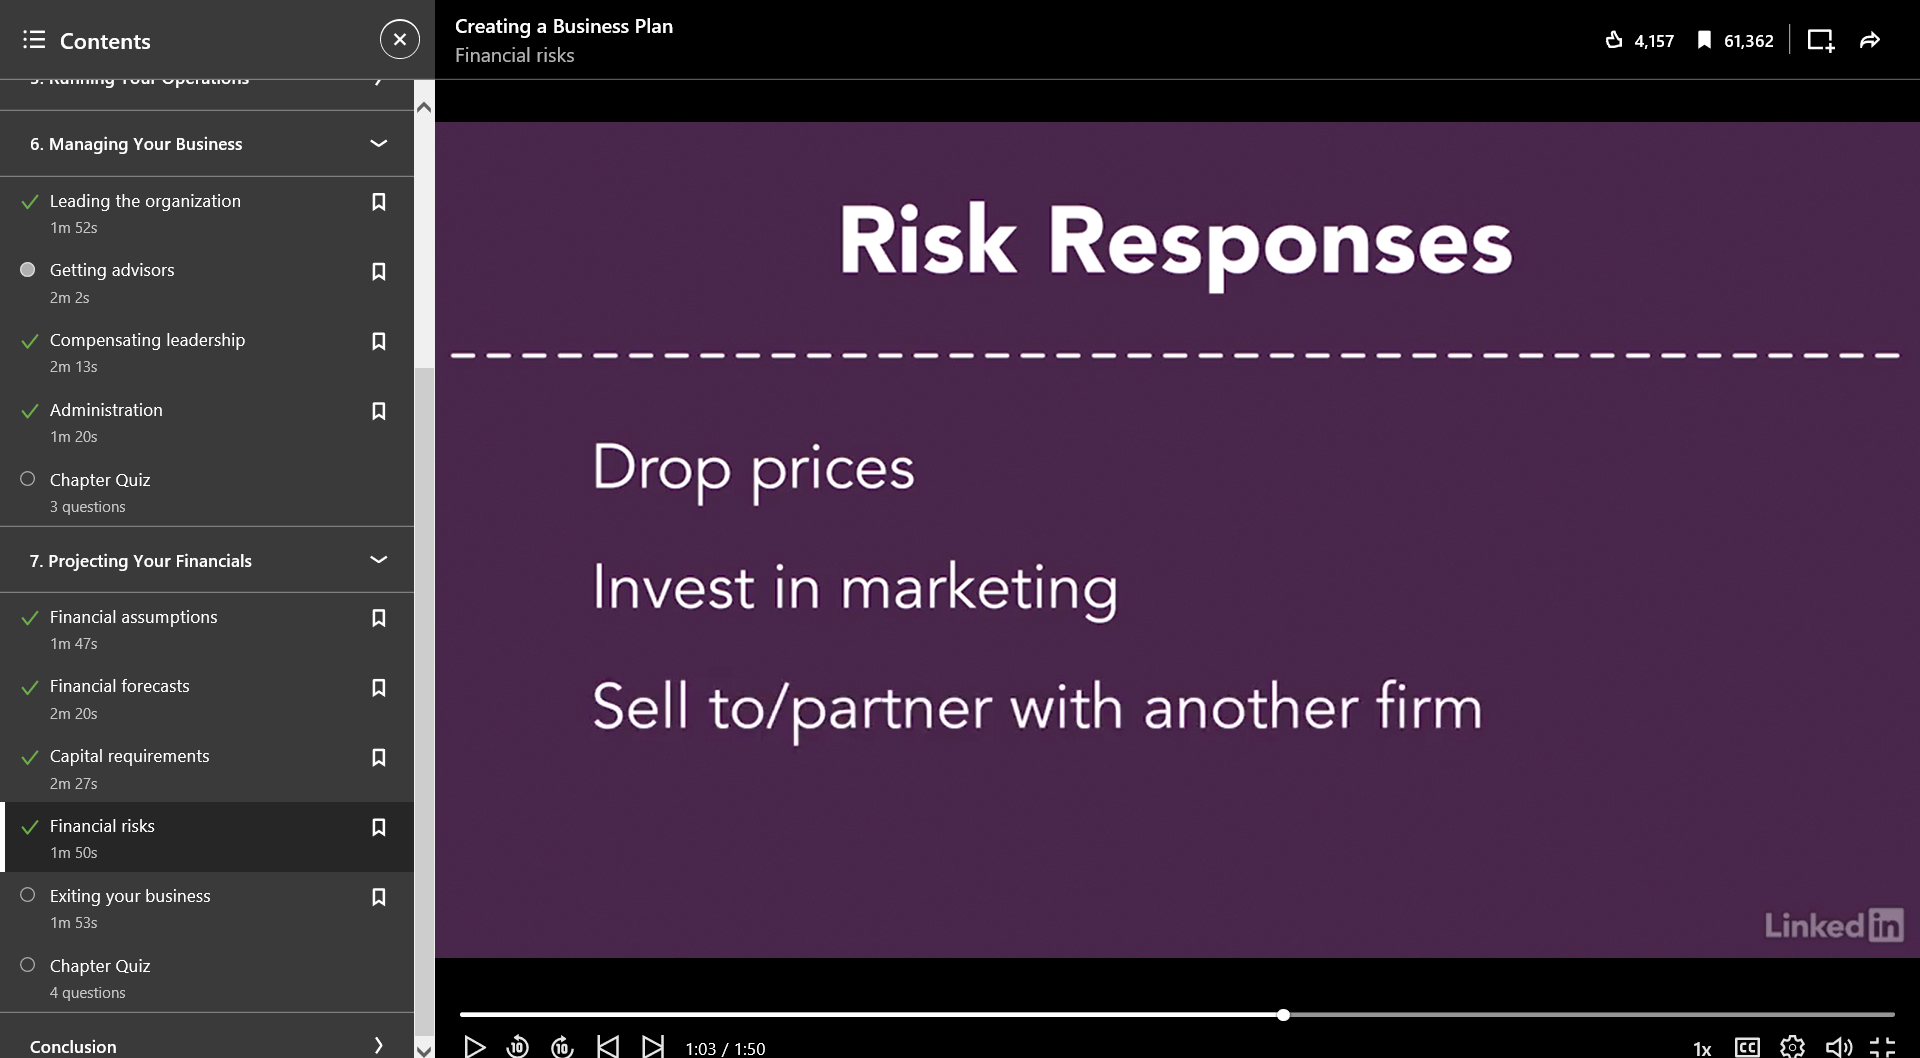 Contents
5. Running Your Operations
6. Managing Your Business
Leading the organization
1m 52s
Getting advisors
2m 2s
Compensating leadership
2m 13s
Administration
1m 20s
Chapter Quiz
3 questions
7. Projecting Your Financials
Financial assumptions
1m 47s
Financial forecasts
2m 20s
Capital requirements
2m 27s
Financial risks
1m 50s
Exiting your business
1m 53s
Chapter Quiz
4 questions
Conclusion
Creating a Business Plan
Financial risks
4,157
61,362
Risk Responses
Drop prices
Invest in marketing
Sell to/partner with another firm
Linked in
10
10
1:03 / 1:50
1x
CC